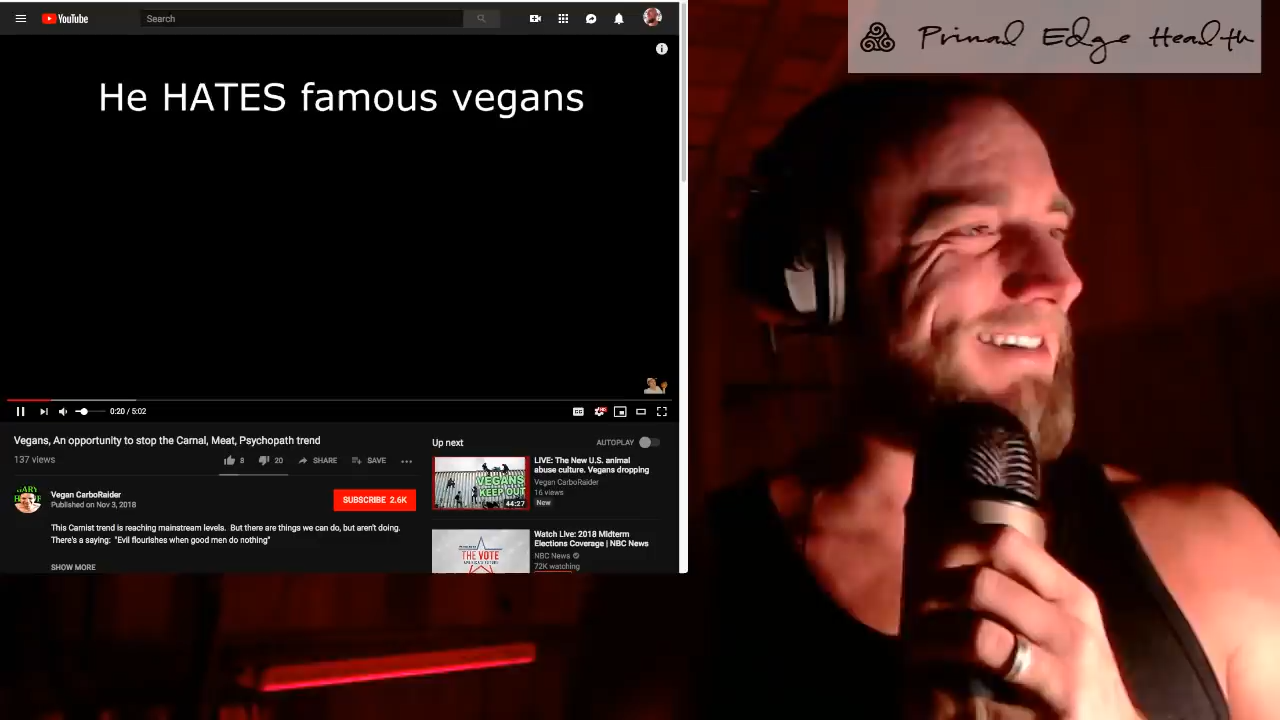 YouTube
Search
Primal Edge Health
He HATES famous vegans
0:20 / 5:02
Vegans, An opportunity to stop the Carnal, Meat, Psychopath trend
137 views
8
20
SHARE
SAVE
Vegan CarboRaider
Published on Nov 3, 2018
SUBSCRIBE 2.6K
This Carnist trend is reaching mainstream levels. But there are things we can do, but aren't doing.
There's a saying: "Evil flourishes when good men do nothing"
SHOW MORE
Up next
AUTOPLAY
VEGANS
KEEP OUT
44:27
LIVE: The New U.S. animal
abuse culture. Vegans dropping
Vegan CarboRaider
16 views
New
THE VOTE
Watch Live: 2018 Midterm
Elections Coverage | NBC News
NBC News
72K watching